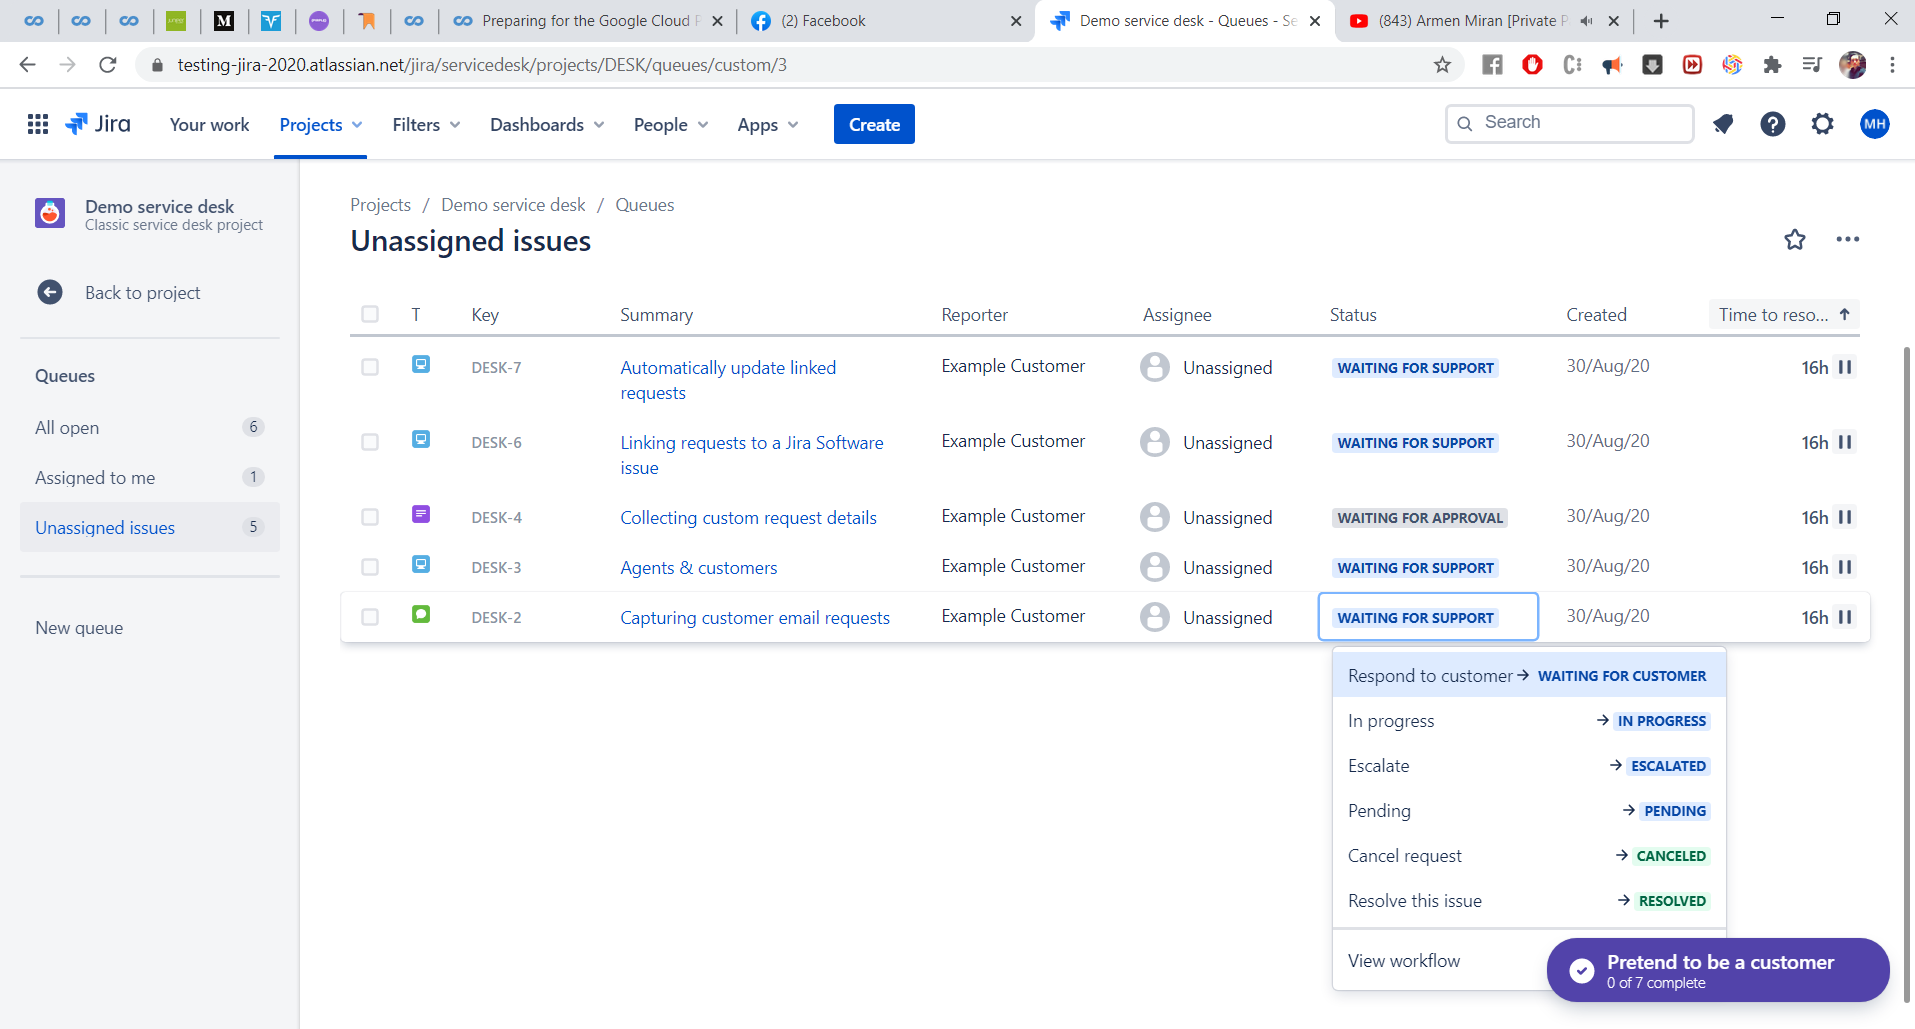 Preparing for the Google Cloud P
(2) Facebook
Demo service desk - Queues - Se
(843) Armen Miran [Private P
testing-jira-2020.atlassian.net/jira/servicedesk/projects/DESK/queues/custom/3
Jira
Your work
Projects
Filters
Dashboards
People
Apps
Create
Search
MH
Demo service desk
Classic service desk project
Back to project
Queues
All open 6
Assigned to me 1
Unassigned issues 5
New queue
Projects / Demo service desk / Queues
Unassigned issues
T Key Summary Reporter Assignee Status Created Time to reso... ↑
DESK-7 Automatically update linked Example Customer Unassigned WAITING FOR SUPPORT 30/Aug/20 16h
requests
DESK-6 Linking requests to a Jira Software Example Customer Unassigned WAITING FOR SUPPORT 30/Aug/20 16h
issue
DESK-4 Collecting custom request details Example Customer Unassigned WAITING FOR APPROVAL 30/Aug/20 16h
DESK-3 Agents & customers Example Customer Unassigned WAITING FOR SUPPORT 30/Aug/20 16h
DESK-2 Capturing customer email requests Example Customer Unassigned WAITING FOR SUPPORT 30/Aug/20 16h
Respond to customer → WAITING FOR CUSTOMER
In progress → IN PROGRESS
Escalate → ESCALATED
Pending → PENDING
Cancel request → CANCELED
Resolve this issue → RESOLVED
View workflow
Pretend to be a customer
0 of 7 complete